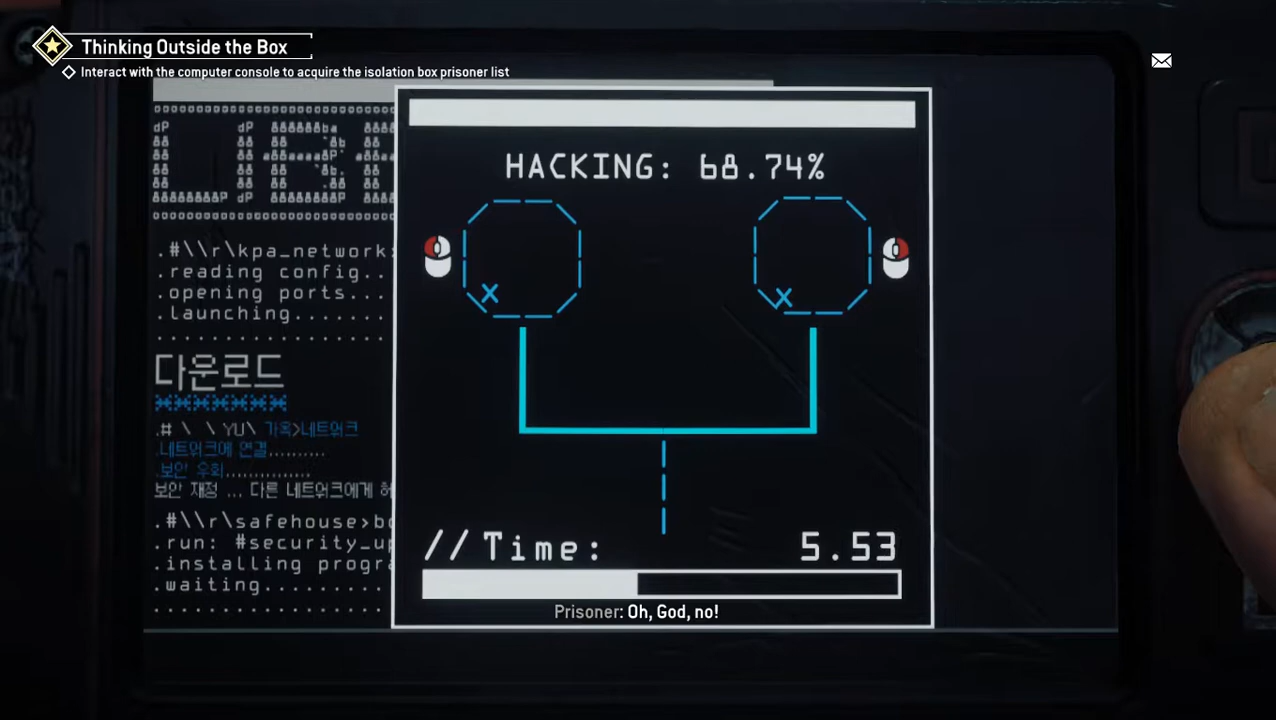 Thinking Outside the Box
Interact with the computer console to acquire the isolation box prisoner list
HACKING: 68.74%
.#\\r\kpa_network:
.reading config..
.opening ports...
.launching.......
다운로드
.# \ \ YU\ 가옥>네트워크
.네트워크에 연결..........
.보안 우회...............
보안 재정 ... 다른 네트워크에게 허
.#\\r\safehouse>bo
.run: #security_up
.installing progra
.waiting..........
// Time: 5.53
Prisoner: Oh, God, no!